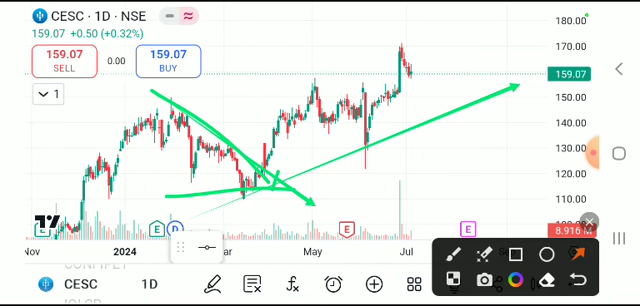 CESC · 1D · NSE
159.07 +0.50 (+0.32%)
159.07
SELL
0.00
159.07
BUY
1
180.00
170.00
159.07
150.00
140.00
130.00
120.00
110.00
8.916 M
E
D
E
E
Nov
2024
May
Jul
CESC
1D